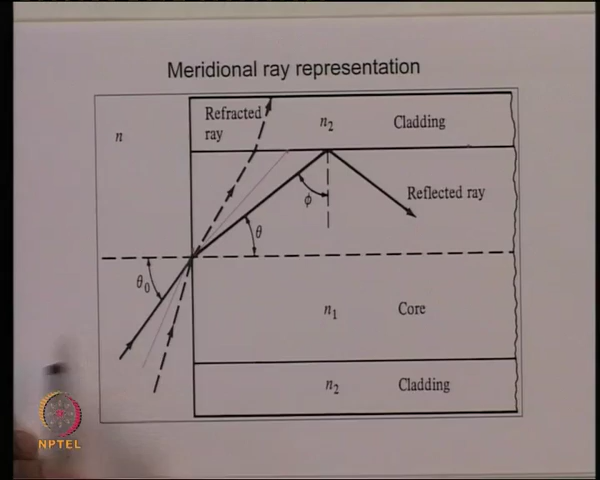 Meridional ray representation
Refracted
ray
n₂
Cladding
n
Reflected ray
ϕ
θ
θ₀
n₁
Core
n₂
Cladding
NPTEL